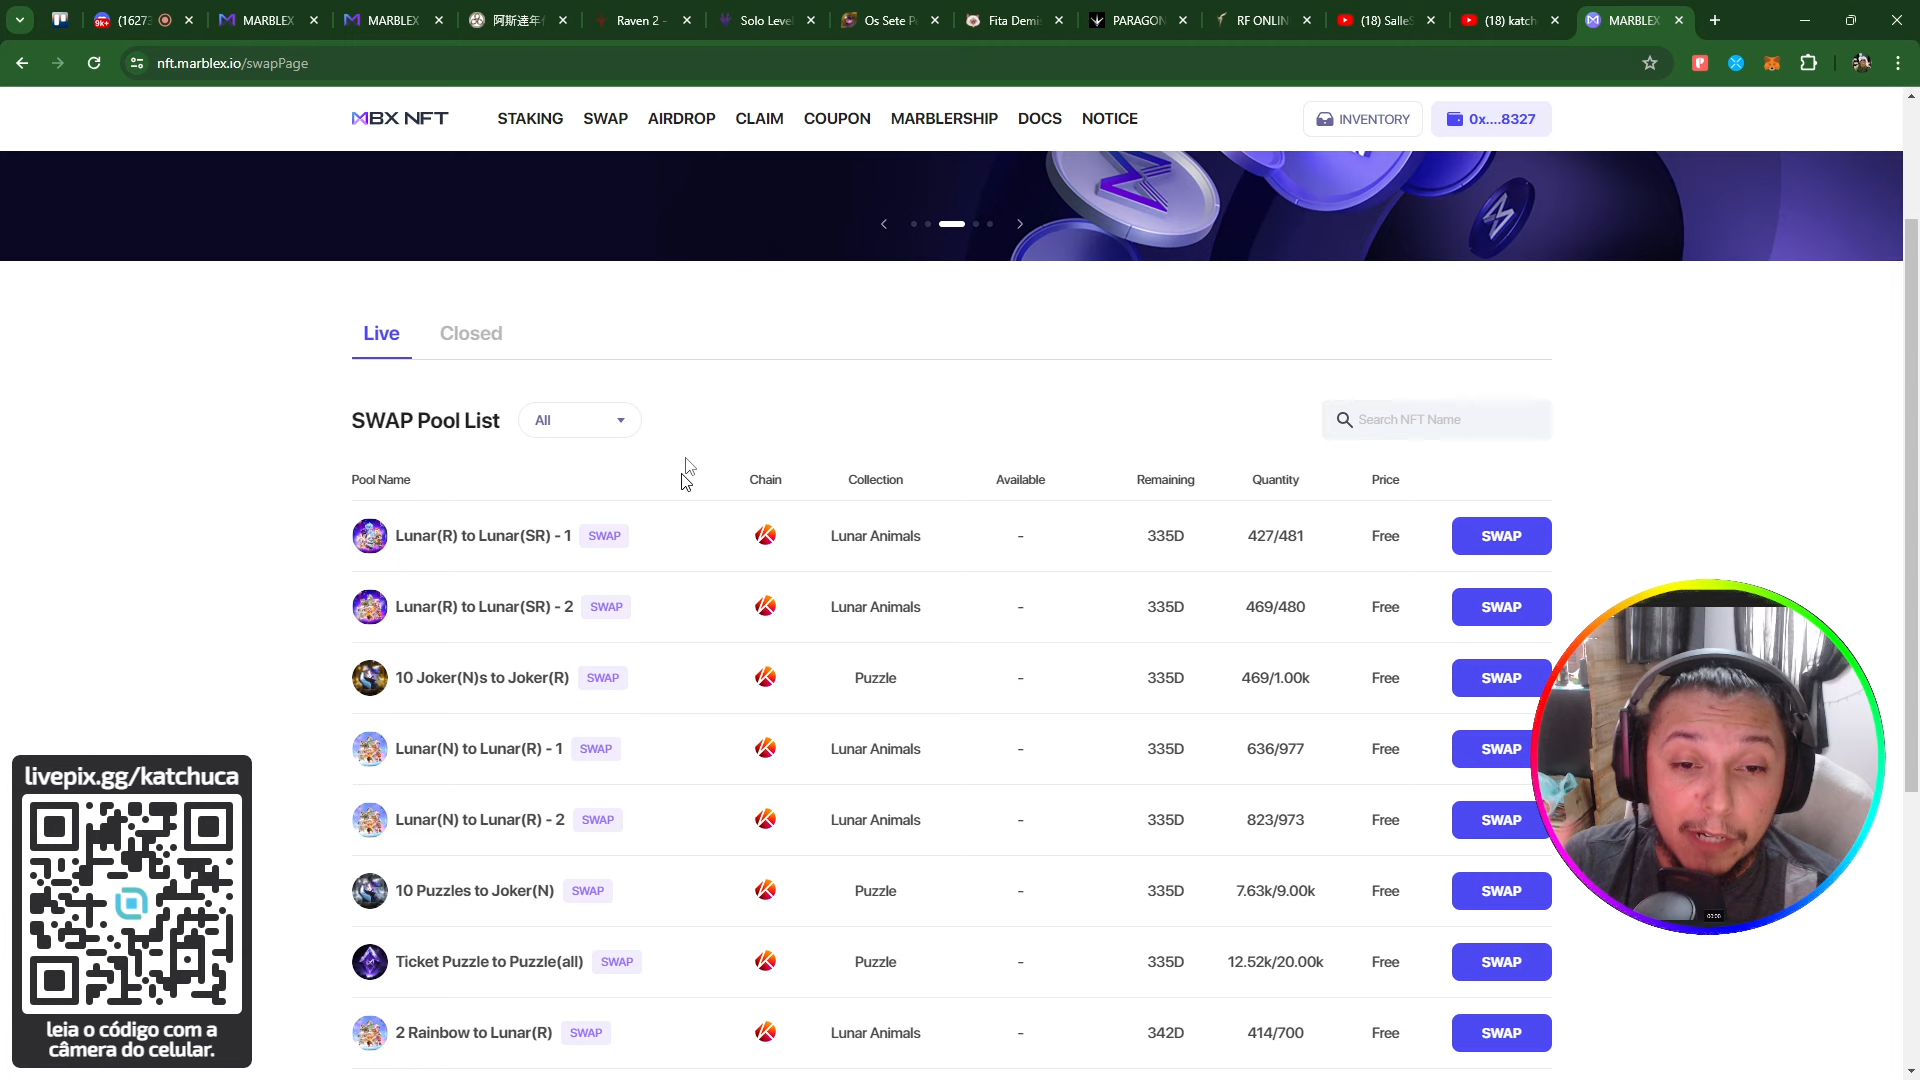 (1627
MARBLEX
MARBLEX
阿斯達年
Raven 2 -
Solo Leve
Os Sete P
Fita Demi
PARAGON
RF ONLIN
(18) Salle
(18) katch
MARBLEX
nft.marblex.io/swapPage
MBX NFT
STAKING
SWAP
AIRDROP
CLAIM
COUPON
MARBLERSHIP
DOCS
NOTICE
INVENTORY
0x....8327
Live
Closed
SWAP Pool List
All
Search NFT Name
Pool Name Chain Collection Available Remaining Quantity Price
Lunar(R) to Lunar(SR) - 1 SWAP Lunar Animals - 335D 427/481 Free SWAP
Lunar(R) to Lunar(SR) - 2 SWAP Lunar Animals - 335D 469/480 Free SWAP
10 Joker(N)s to Joker(R) SWAP Puzzle - 335D 469/1.00k Free SWAP
Lunar(N) to Lunar(R) - 1 SWAP Lunar Animals - 335D 636/977 Free SWAP
Lunar(N) to Lunar(R) - 2 SWAP Lunar Animals - 335D 823/973 Free SWAP
10 Puzzles to Joker(N) SWAP Puzzle - 335D 7.63k/9.00k Free SWAP
Ticket Puzzle to Puzzle(all) SWAP Puzzle - 335D 12.52k/20.00k Free SWAP
2 Rainbow to Lunar(R) SWAP Lunar Animals - 342D 414/700 Free SWAP
livepix.gg/katchuca
leia o código com a
câmera do celular.
00:00